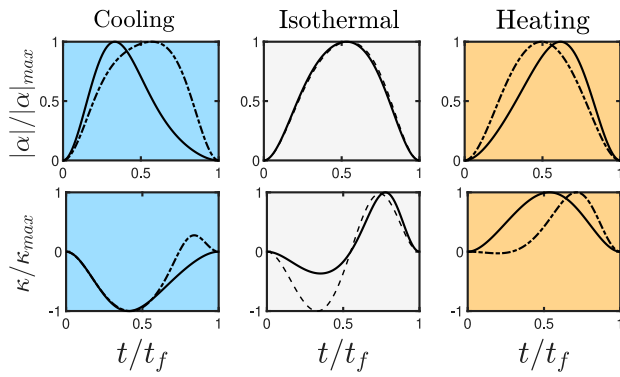 Cooling Isothermal Heating
|α|/|α|max
1 1 1
0.5 0.5 0.5
0 0 0
0 0.5 1 0 0.5 1 0 0.5 1
κ/κmax
1 1 1
0 0 0
-1 -1 -1
0 0.5 1 0 0.5 1 0 0.5 1
t/tf t/tf t/tf